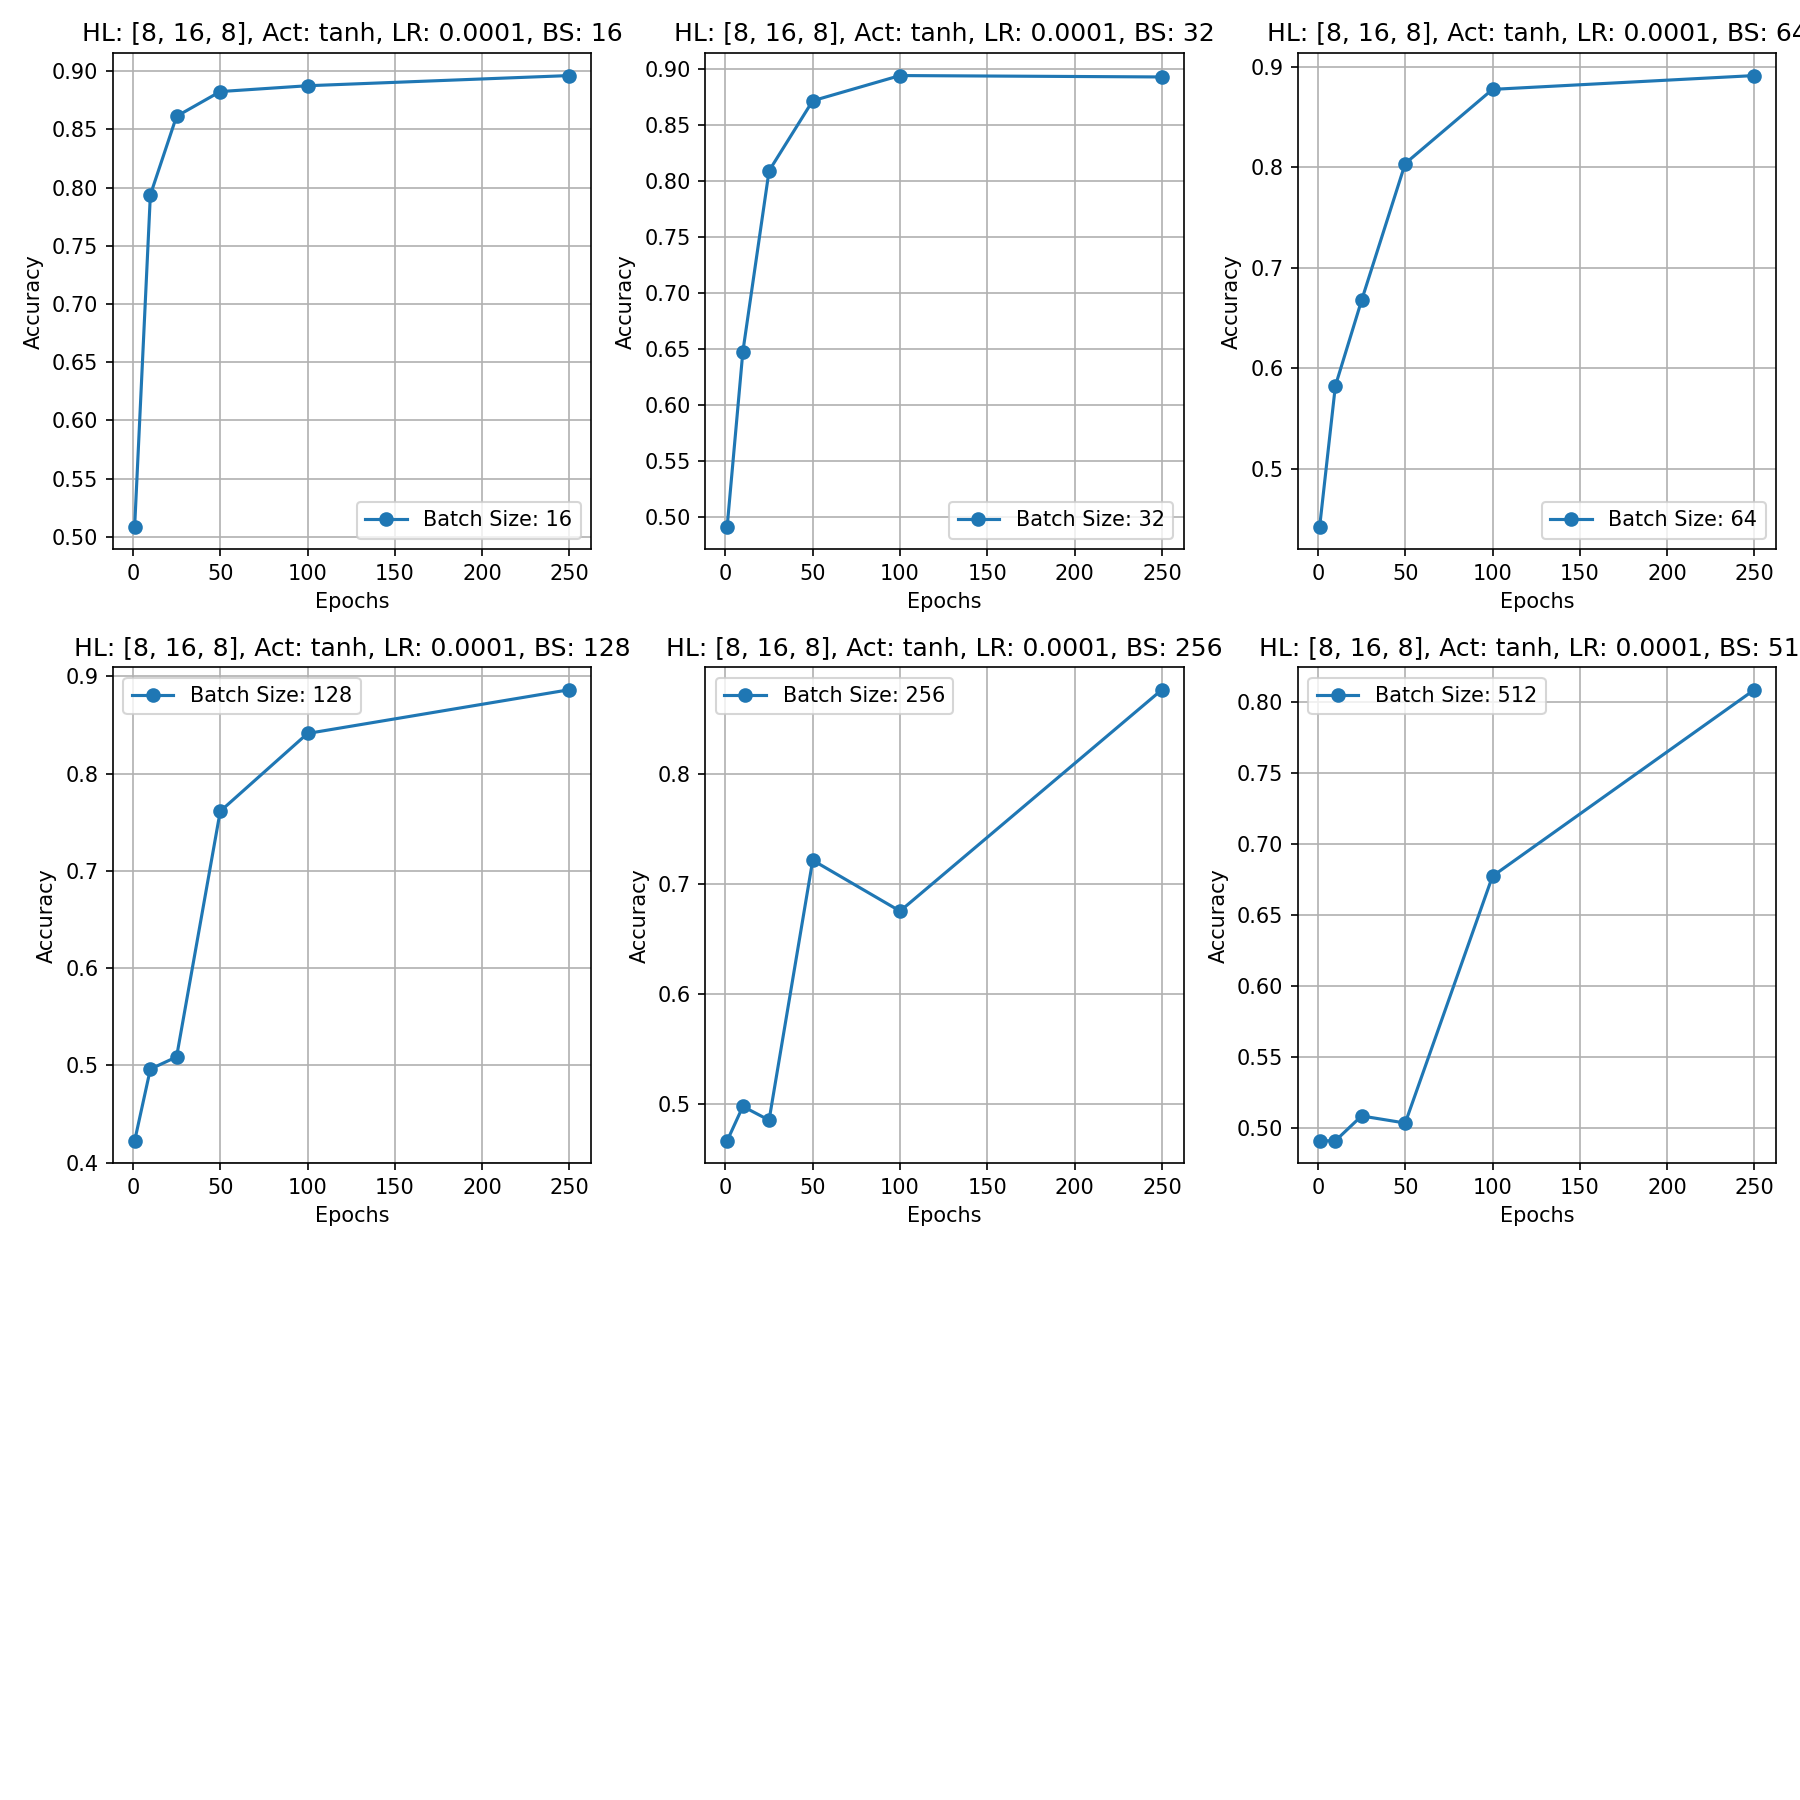 HL: [8, 16, 8], Act: tanh, LR: 0.0001, BS: 16
0.90
0.85
0.80
0.75
0.70
0.65
0.60
0.55
0.50
Accuracy
Batch Size: 16
0 50 100 150 200 250
Epochs
HL: [8, 16, 8], Act: tanh, LR: 0.0001, BS: 32
0.90
0.85
0.80
0.75
0.70
0.65
0.60
0.55
0.50
Accuracy
Batch Size: 32
0 50 100 150 200 250
Epochs
HL: [8, 16, 8], Act: tanh, LR: 0.0001, BS: 64
0.9
0.8
0.7
0.6
0.5
Accuracy
Batch Size: 64
0 50 100 150 200 250
Epochs
HL: [8, 16, 8], Act: tanh, LR: 0.0001, BS: 128
0.9
0.8
0.7
0.6
0.5
0.4
Accuracy
Batch Size: 128
0 50 100 150 200 250
Epochs
HL: [8, 16, 8], Act: tanh, LR: 0.0001, BS: 256
0.8
0.7
0.6
0.5
Accuracy
Batch Size: 256
0 50 100 150 200 250
Epochs
HL: [8, 16, 8], Act: tanh, LR: 0.0001, BS: 51
0.80
0.75
0.70
0.65
0.60
0.55
0.50
Accuracy
Batch Size: 512
0 50 100 150 200 250
Epochs